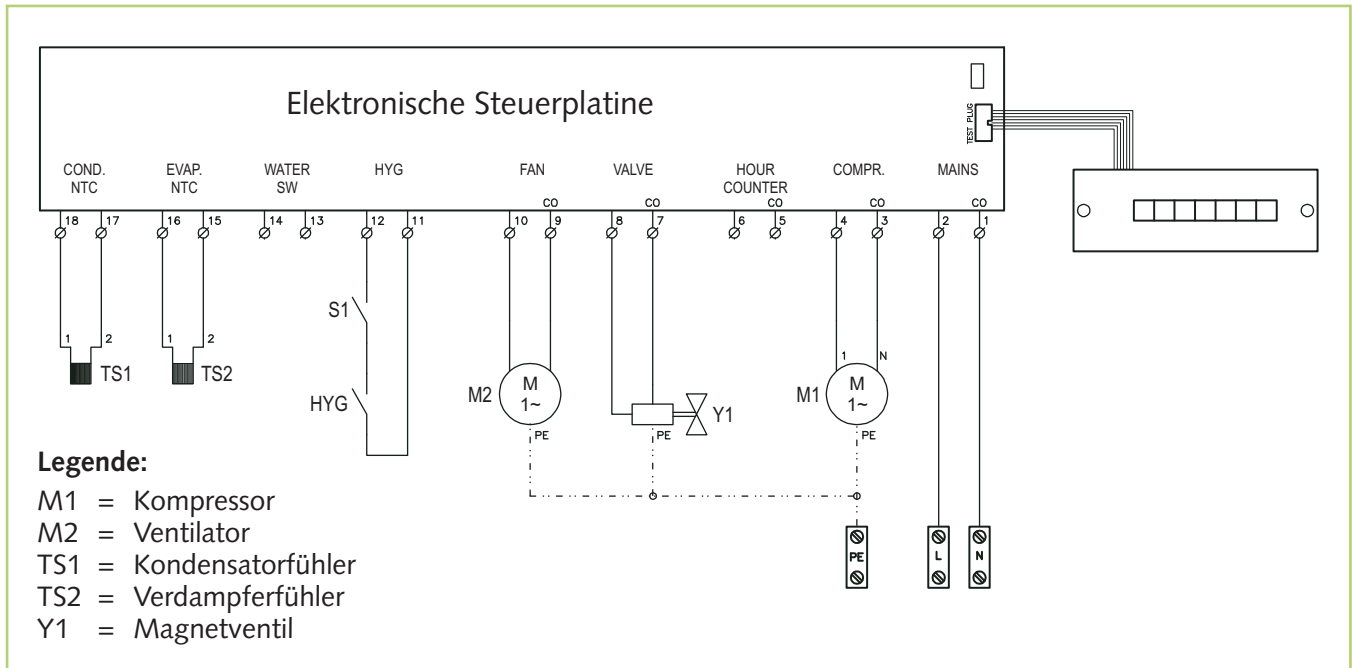 Elektronische Steuerplatine
TEST PLUG
COND. NTC
EVAP. NTC
WATER SW
HYG
FAN
VALVE
HOUR COUNTER
COMPR.
MAINS
CO CO CO CO CO
18 17 16 15 14 13 12 11 10 9 8 7 6 5 4 3 2 1
S1
1 2 1 2 1 N
TS1 TS2
HYG
M2
M
1~
Y1
M1
M
1~
PE PE PE
PE L N
Legende:
M1 = Kompressor
M2 = Ventilator
TS1 = Kondensatorfühler
TS2 = Verdampferfühler
Y1 = Magnetventil